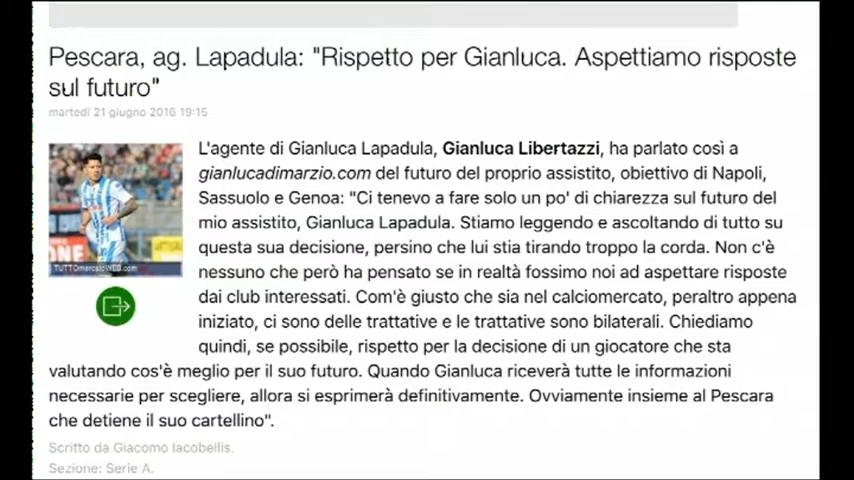 Pescara, ag. Lapadula: "Rispetto per Gianluca. Aspettiamo risposte
sul futuro"
martedì 21 giugno 2016 19:15
L'agente di Gianluca Lapadula, Gianluca Libertazzi, ha parlato così a
gianlucadimarzio.com del futuro del proprio assistito, obiettivo di Napoli,
Sassuolo e Genoa: "Ci tenevo a fare solo un po' di chiarezza sul futuro del
mio assistito, Gianluca Lapadula. Stiamo leggendo e ascoltando di tutto su
questa sua decisione, persino che lui stia tirando troppo la corda. Non c'è
nessuno che però ha pensato se in realtà fossimo noi ad aspettare risposte
dai club interessati. Com'è giusto che sia nel calciomercato, peraltro appena
iniziato, ci sono delle trattative e le trattative sono bilaterali. Chiediamo
quindi, se possibile, rispetto per la decisione di un giocatore che sta
valutando cos'è meglio per il suo futuro. Quando Gianluca riceverà tutte le informazioni
necessarie per scegliere, allora si esprimerà definitivamente. Ovviamente insieme al Pescara
che detiene il suo cartellino".
TUTTOmercatoWEB.com
Scritto da Giacomo Iacobellis.
Sezione: Serie A.